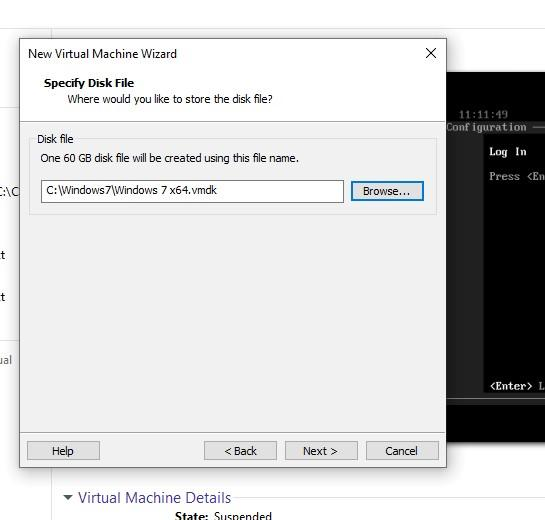 New Virtual Machine Wizard
Specify Disk File
Where would you like to store the disk file?
Disk file
One 60 GB disk file will be created using this file name.
C:\Windows7\Windows 7 x64.vmdk
Browse...
Help
< Back
Next >
Cancel
11:11:49
Configuration
Log In
Press <En
<Enter> L
C:\C
t
t
ual
Virtual Machine Details
State: Suspended